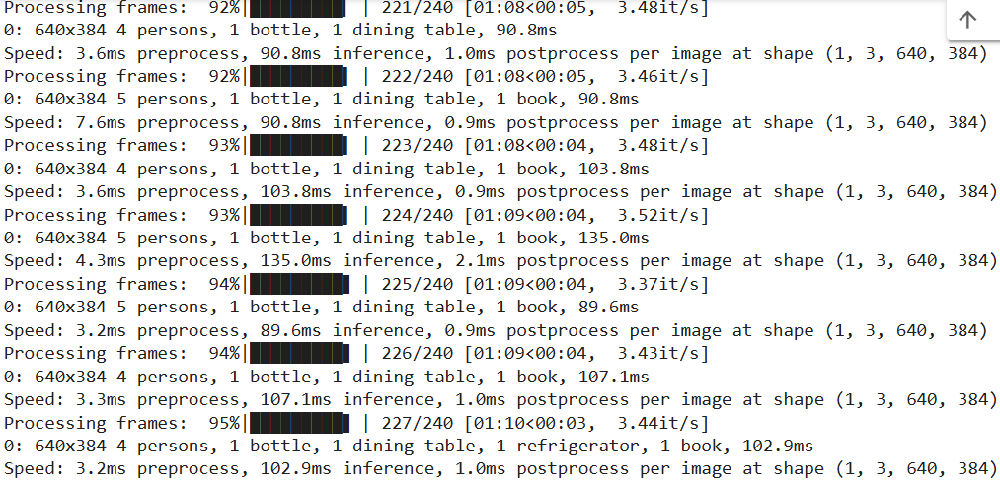 Processing frames:  92%|█████████▏| 221/240 [01:08<00:05,  3.48it/s]
0: 640x384 4 persons, 1 bottle, 1 dining table, 90.8ms
Speed: 3.6ms preprocess, 90.8ms inference, 1.0ms postprocess per image at shape (1, 3, 640, 384)
Processing frames:  92%|█████████▎| 222/240 [01:08<00:05,  3.46it/s]
0: 640x384 5 persons, 1 bottle, 1 dining table, 1 book, 90.8ms
Speed: 7.6ms preprocess, 90.8ms inference, 0.9ms postprocess per image at shape (1, 3, 640, 384)
Processing frames:  93%|█████████▎| 223/240 [01:08<00:04,  3.48it/s]
0: 640x384 4 persons, 1 bottle, 1 dining table, 1 book, 103.8ms
Speed: 3.6ms preprocess, 103.8ms inference, 0.9ms postprocess per image at shape (1, 3, 640, 384)
Processing frames:  93%|█████████▎| 224/240 [01:09<00:04,  3.52it/s]
0: 640x384 5 persons, 1 bottle, 1 dining table, 1 book, 135.0ms
Speed: 4.3ms preprocess, 135.0ms inference, 2.1ms postprocess per image at shape (1, 3, 640, 384)
Processing frames:  94%|█████████▍| 225/240 [01:09<00:04,  3.37it/s]
0: 640x384 5 persons, 1 bottle, 1 dining table, 1 book, 89.6ms
Speed: 3.2ms preprocess, 89.6ms inference, 0.9ms postprocess per image at shape (1, 3, 640, 384)
Processing frames:  94%|█████████▍| 226/240 [01:09<00:04,  3.43it/s]
0: 640x384 4 persons, 1 bottle, 1 dining table, 1 book, 107.1ms
Speed: 3.3ms preprocess, 107.1ms inference, 1.0ms postprocess per image at shape (1, 3, 640, 384)
Processing frames:  95%|█████████▍| 227/240 [01:10<00:03,  3.44it/s]
0: 640x384 4 persons, 1 bottle, 1 dining table, 1 refrigerator, 1 book, 102.9ms
Speed: 3.2ms preprocess, 102.9ms inference, 1.0ms postprocess per image at shape (1, 3, 640, 384)